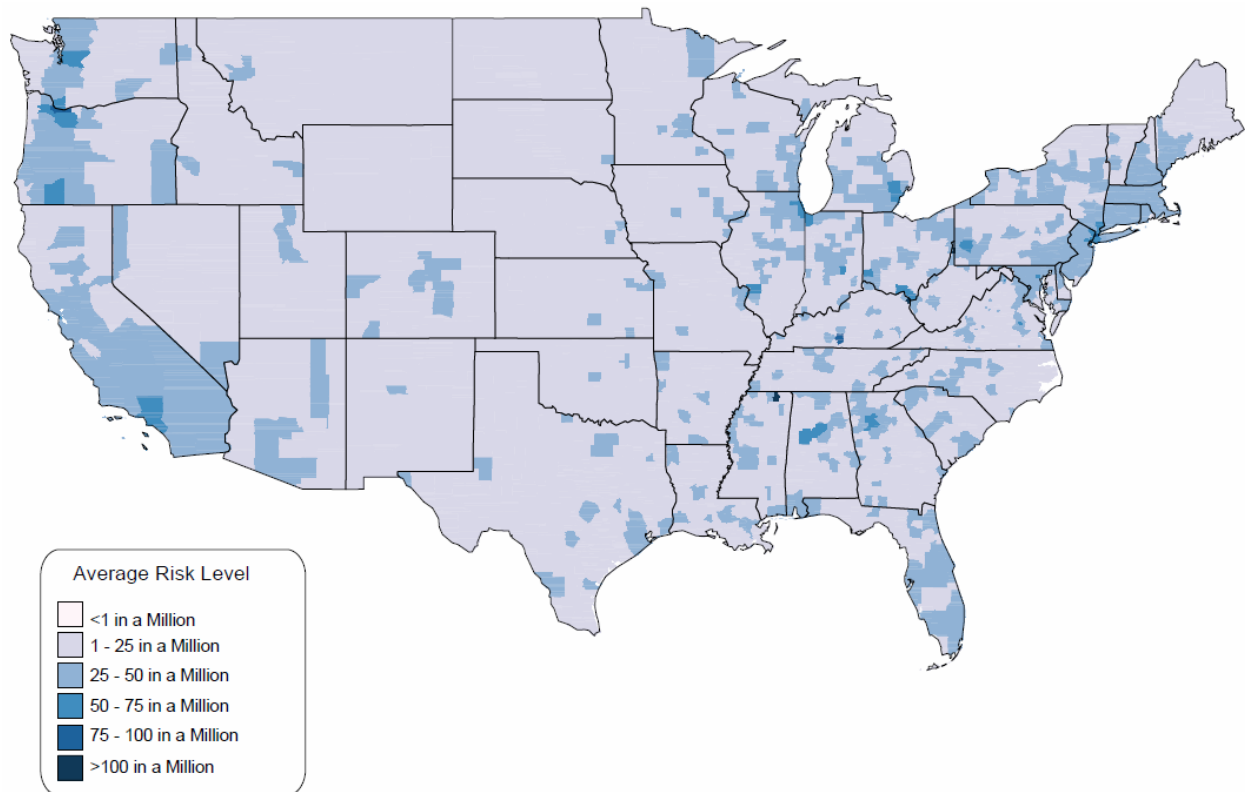 Average Risk Level
<1 in a Million
1 - 25 in a Million
25 - 50 in a Million
50 - 75 in a Million
75 - 100 in a Million
>100 in a Million